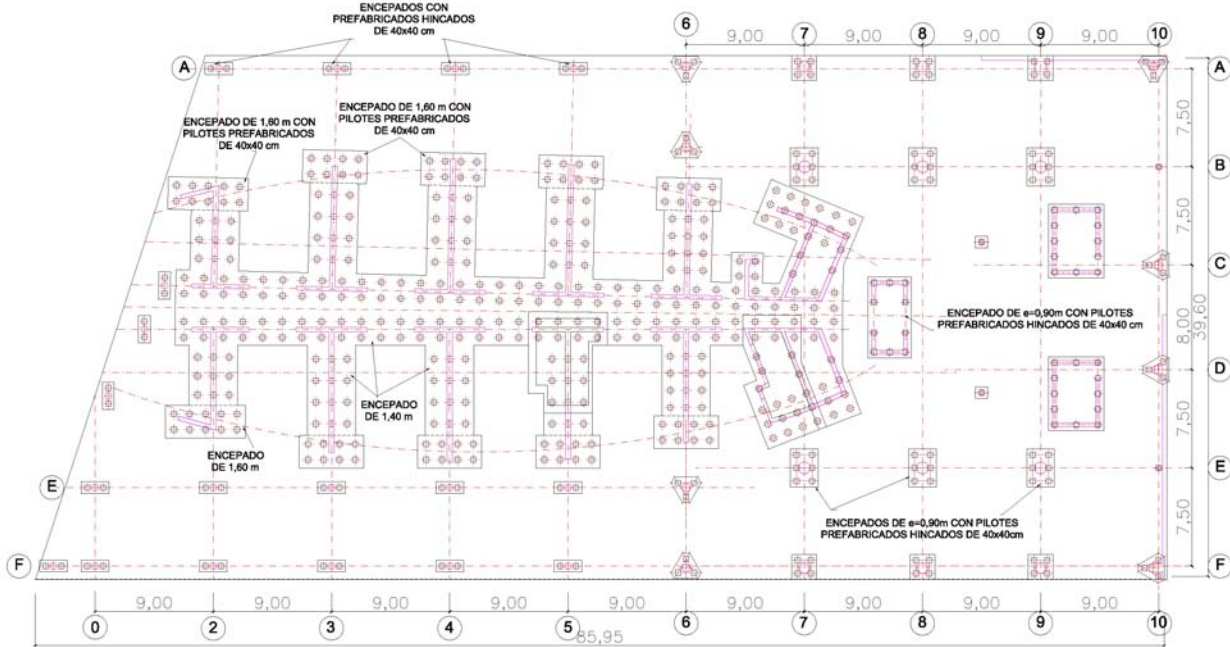 ENCEPADOS CON
PREFABRICADOS HINCADOS
DE 40x40 cm
6
7
8
9
10
9,00
9,00
9,00
9,00
A
A
ENCEPADO DE 1,60 m CON
PILOTES PREFABRICADOS
DE 40x40 cm
ENCEPADO DE 1,60 m CON
PILOTES PREFABRICADOS
DE 40x40 cm
7,50
B
7,50
C
ENCEPADO DE e=0,90m CON PILOTES
PREFABRICADOS HINCADOS DE 40x40 cm
8,00
39,60
D
ENCEPADO
DE 1,40 m
7,50
ENCEPADO
DE 1,60 m
E
E
ENCEPADOS DE e=0,90m CON PILOTES
PREFABRICADOS HINCADOS DE 40x40cm
7,50
F
F
9,00
9,00
9,00
9,00
9,00
9,00
9,00
9,00
9,00
0
2
3
4
5
6
7
8
9
10
85,95